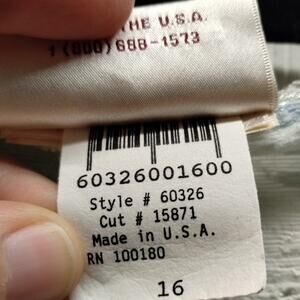 THE U.S.A.
1 (800) 688-1573
60326001600
Style # 60326
Cut # 15871
Made in U.S.A.
RN 100180
16